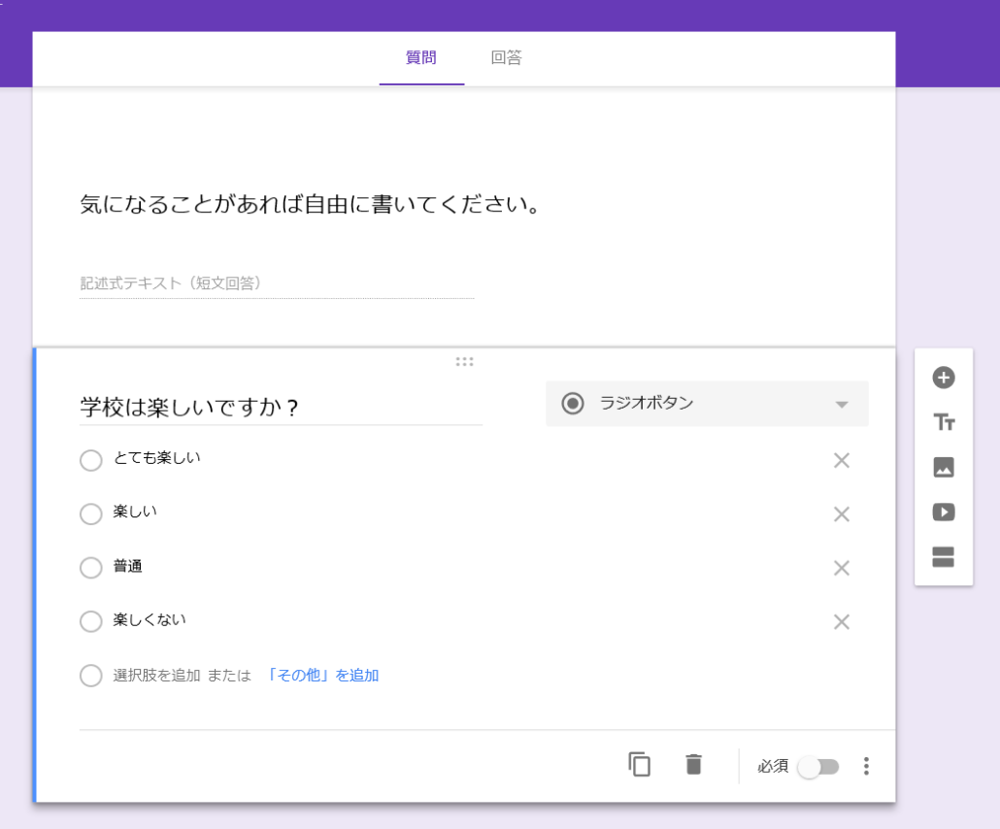 質問 回答
気になることがあれば自由に書いてください。
記述式テキスト（短文回答）
学校は楽しいですか？
ラジオボタン
とても楽しい
楽しい
普通
楽しくない
選択肢を追加 または 「その他」を追加
必須